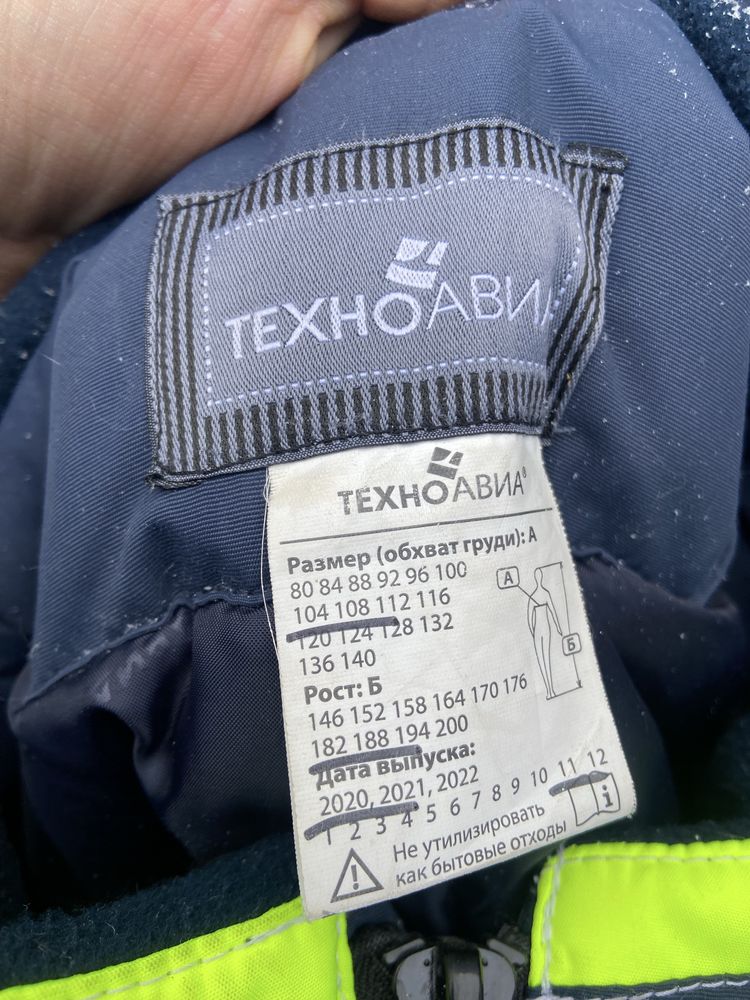 ТЕХНОАВИА
ТЕХНОАВИА®
Размер (обхват груди): А
80 84 88 92 96 100
104 108 112 116
120 124 128 132
136 140
А
Б
Рост: Б
146 152 158 164 170 176
182 188 194 200
Дата выпуска:
2020, 2021, 2022
1 2 3 4 5 6 7 8 9 10 11 12
Не утилизировать
как бытовые отходы